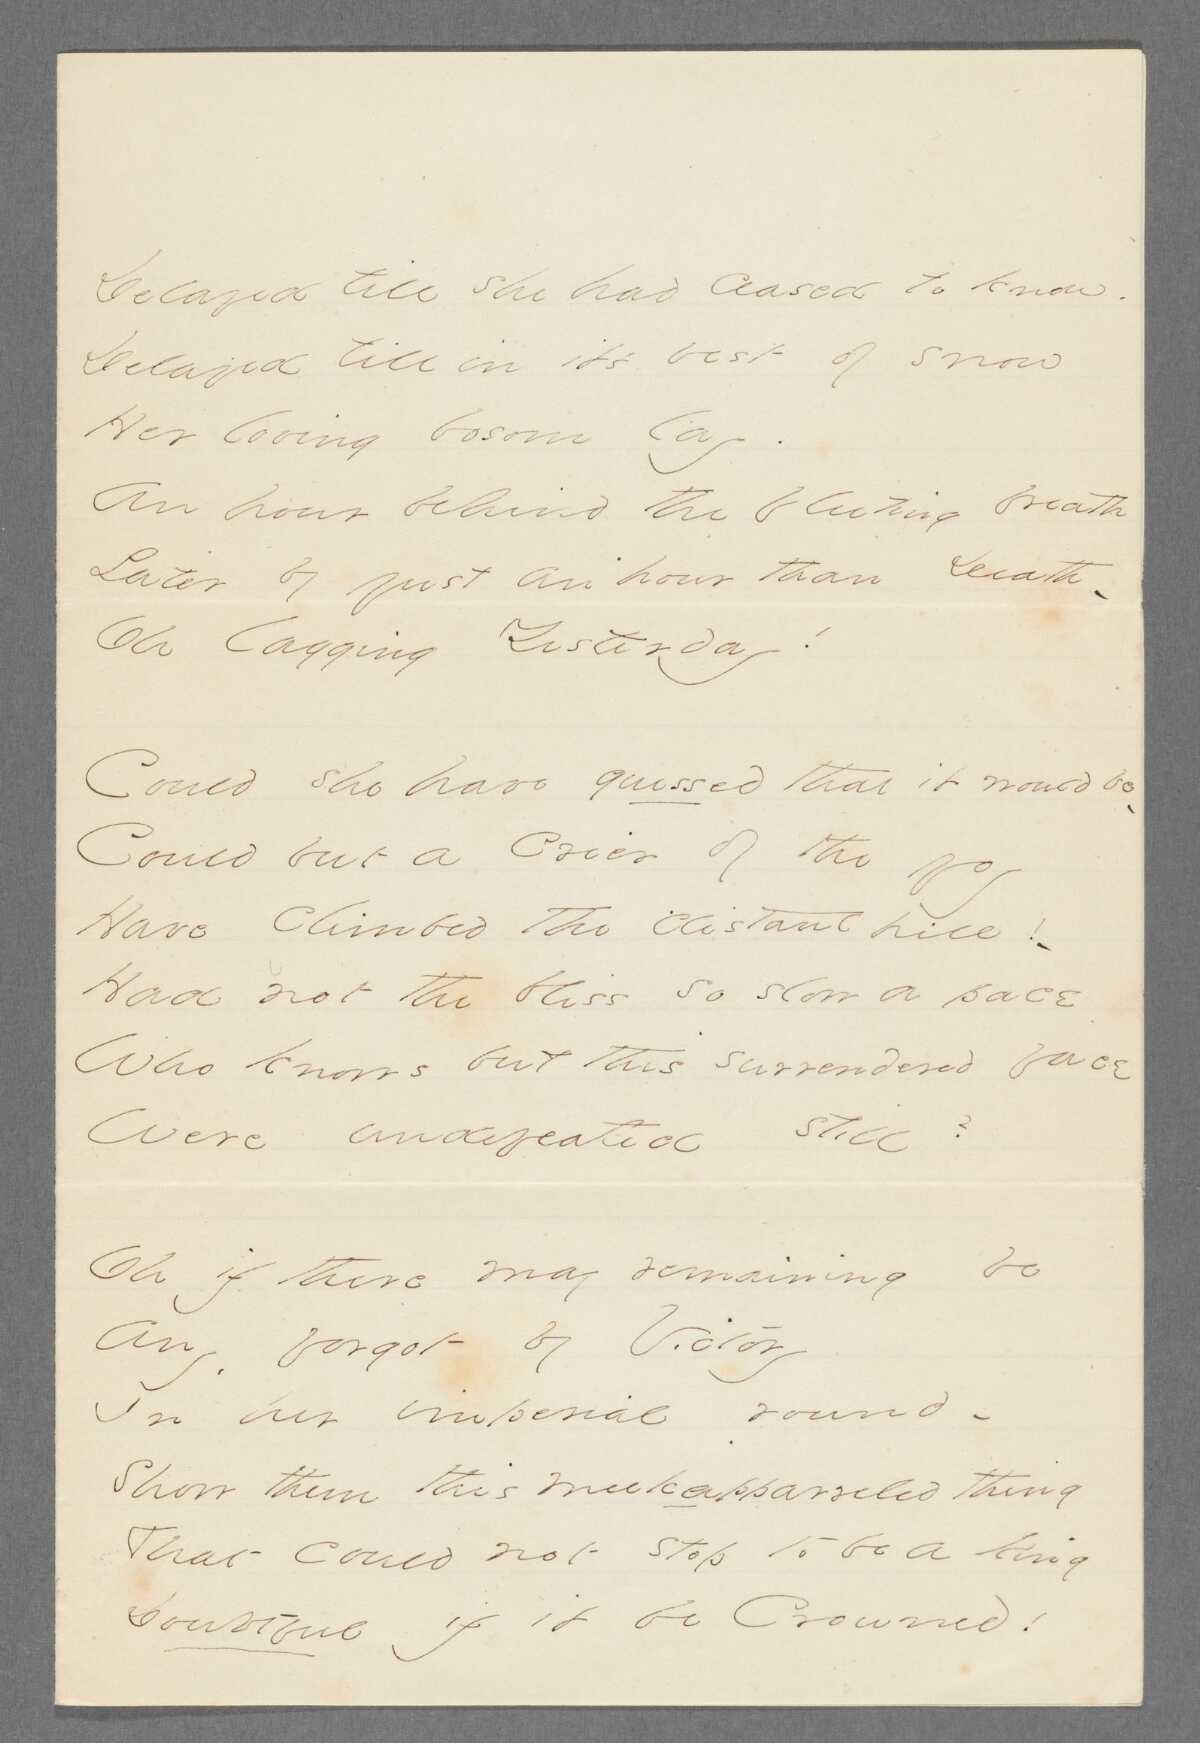 Delayed till she had ceased to know.
Delayed till in it's vest of snow
Her loving bosom lay.
An hour behind the fleeting breath
Later by just an hour than Death -
Oh lagging Yesterday!
Could she have guessed that it would be -
Could but a Crier of the joy
Have climbed the distant hill! -
Had not the bliss so slow a pace
Who knows but this surrendered face
Were undefeated still?
Oh if there may remaining be
Any forgot by Victory
In her imperial round -
Show them this meek apparreled thing
That could not stop to be a king
Doubtful if it be Crowned!